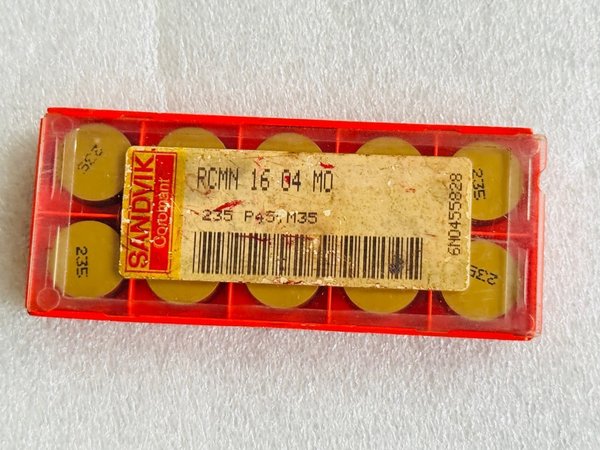 SANDVIK
Coromant
RCMN 16 04 MO
235 P45 M35
6N0455828
235
235
235
235